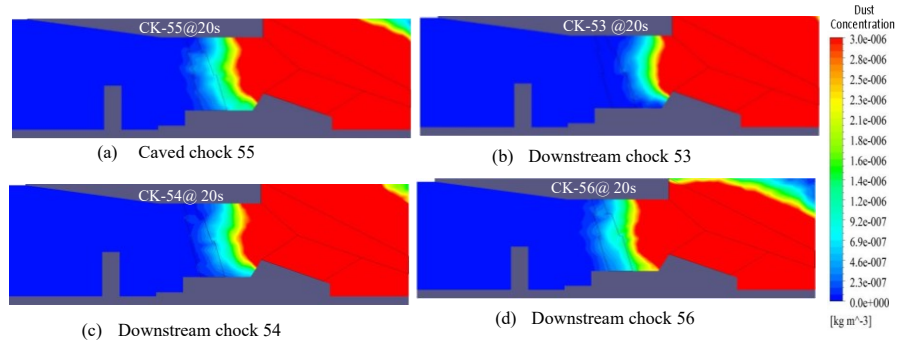 CK-55@20s
(a) Caved chock 55
CK-53 @20s
(b) Downstream chock 53
CK-54@ 20s
(c) Downstream chock 54
CK-56@ 20s
(d) Downstream chock 56
Dust
Concentration
3.0e-006
2.9e-006
2.6e-006
2.3e-006
2.1e-006
1.8e-006
1.6e-006
1.4e-006
1.2e-006
9.2e-007
6.9e-007
4.6e-007
2.3e-007
0.0e+000
[kg m^-3]